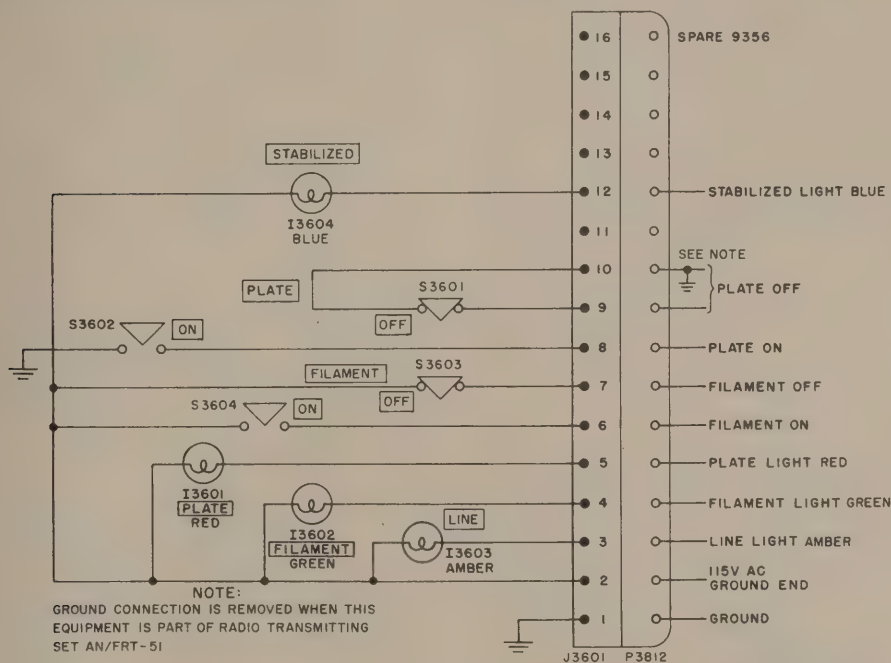 16 SPARE 9356
15
14
13
STABILIZED
12 STABILIZED LIGHT BLUE
I3604
BLUE
11
10 SEE NOTE
PLATE S3601
OFF 9 PLATE OFF
S3602 ON
8 PLATE ON
FILAMENT S3603
OFF 7 FILAMENT OFF
S3604 ON
6 FILAMENT ON
5 PLATE LIGHT RED
I3601
PLATE
RED
4 FILAMENT LIGHT GREEN
I3602
FILAMENT
GREEN
LINE
3 LINE LIGHT AMBER
I3603
AMBER
2 115V AC
GROUND END
1 GROUND
NOTE:
GROUND CONNECTION IS REMOVED WHEN THIS
EQUIPMENT IS PART OF RADIO TRANSMITTING
SET AN/FRT-51
J3601 P3812